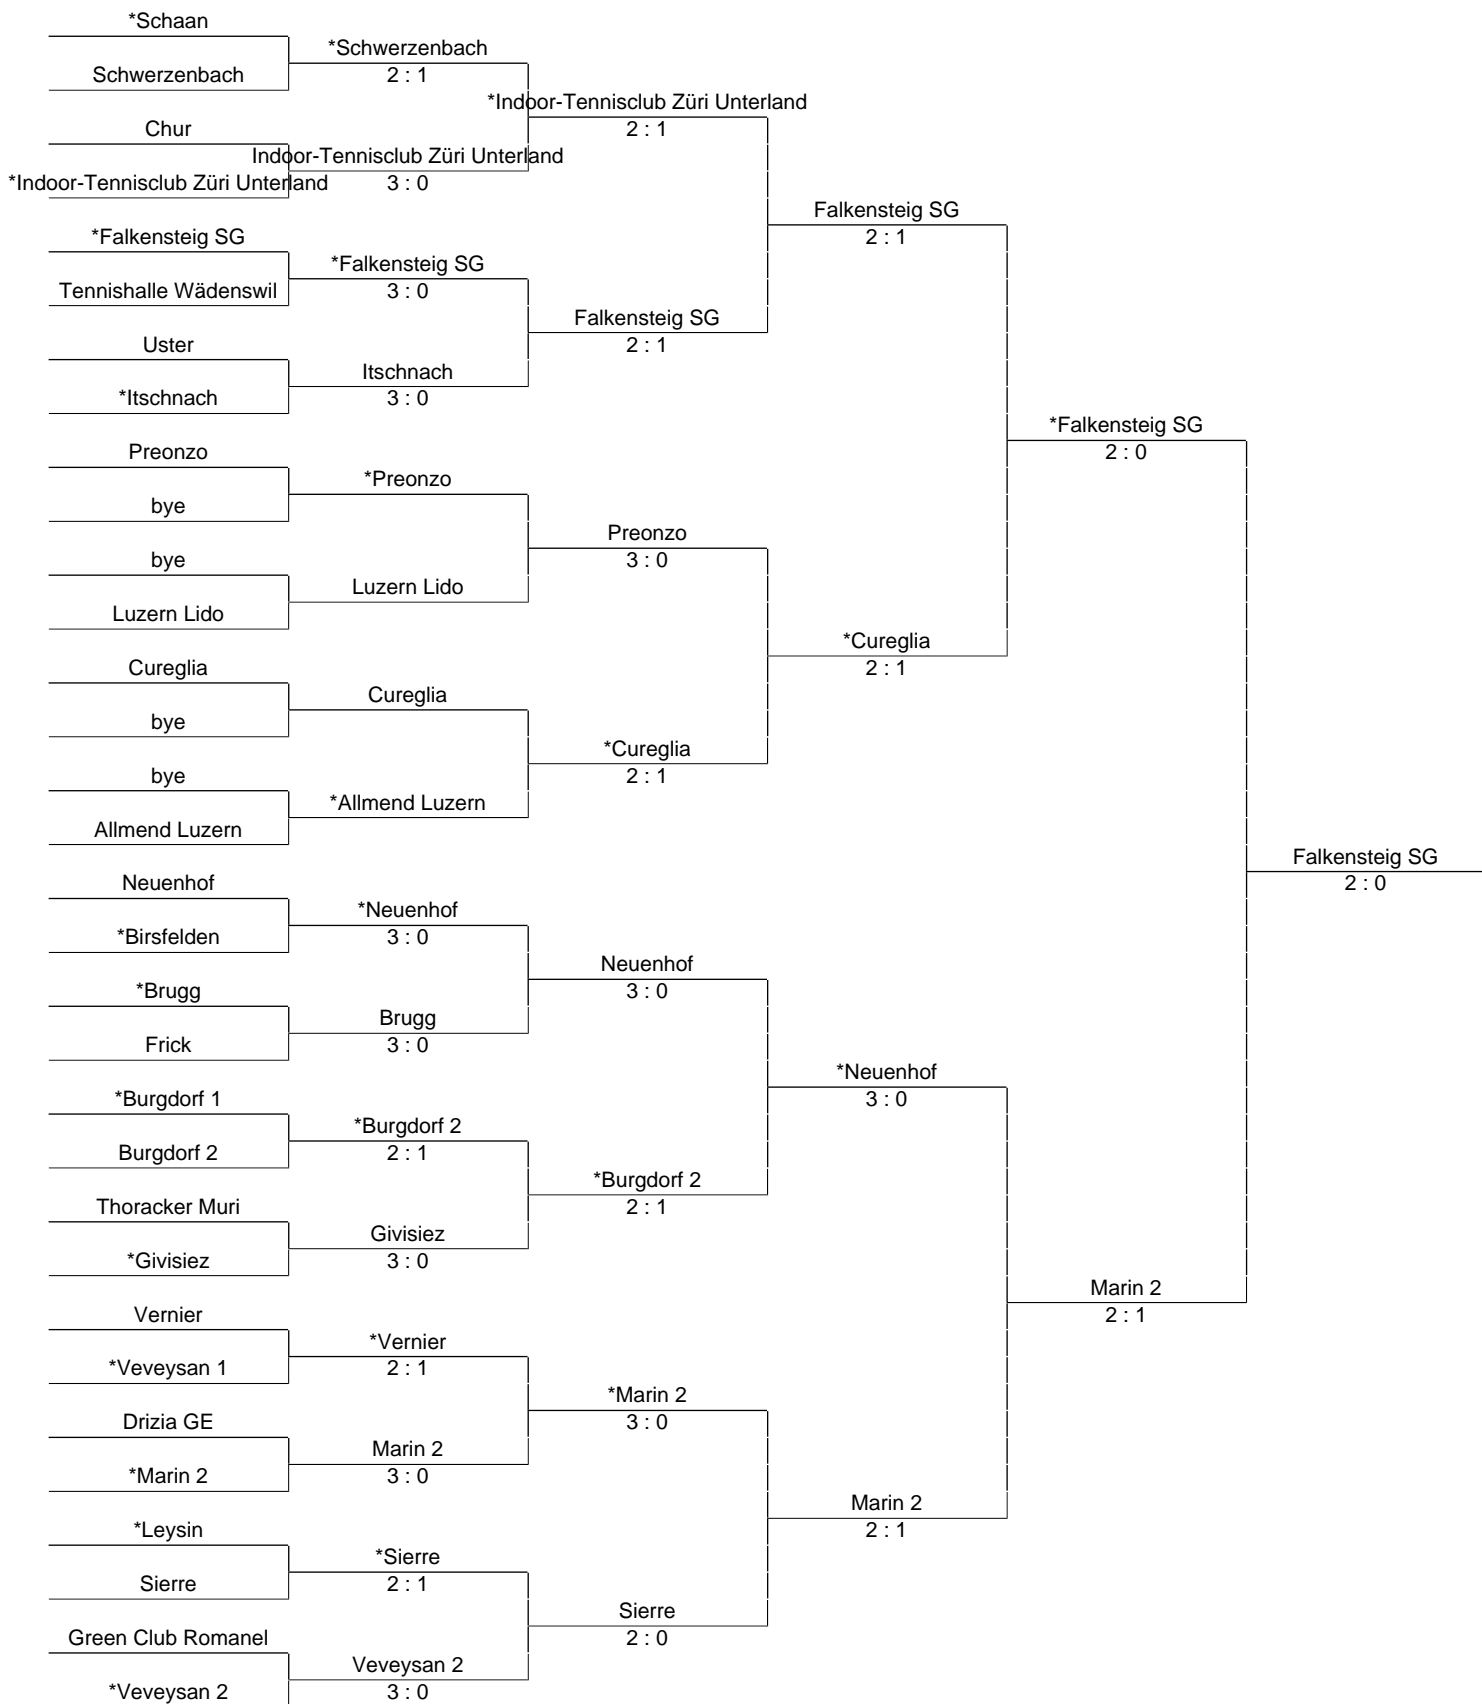 *Schaan
Schwerzenbach
Chur
*Indoor-Tennisclub Züri Unterland
*Falkensteig SG
Tennishalle Wädenswil
Uster
*Itschnach
Preonzo
bye
bye
Luzern Lido
Cureglia
bye
bye
Allmend Luzern
Neuenhof
*Birsfelden
*Brugg
Frick
*Burgdorf 1
Burgdorf 2
Thoracker Muri
*Givisiez
Vernier
*Veveysan 1
Drizia GE
*Marin 2
*Leysin
Sierre
Green Club Romanel
*Veveysan 2
*Schwerzenbach
2 : 1
Indoor-Tennisclub Züri Unterland
3 : 0
*Falkensteig SG
3 : 0
Itschnach
3 : 0
*Preonzo
Luzern Lido
Cureglia
*Allmend Luzern
*Neuenhof
3 : 0
Brugg
3 : 0
*Burgdorf 2
2 : 1
Givisiez
3 : 0
*Vernier
2 : 1
Marin 2
3 : 0
*Sierre
2 : 1
Veveysan 2
3 : 0
*Indoor-Tennisclub Züri Unterland
2 : 1
Falkensteig SG
2 : 1
Preonzo
3 : 0
*Cureglia
2 : 1
Neuenhof
3 : 0
*Burgdorf 2
2 : 1
*Marin 2
3 : 0
Sierre
2 : 0
Falkensteig SG
2 : 1
*Cureglia
2 : 1
*Neuenhof
3 : 0
Marin 2
2 : 1
*Falkensteig SG
2 : 0
Marin 2
2 : 1
Falkensteig SG
2 : 0